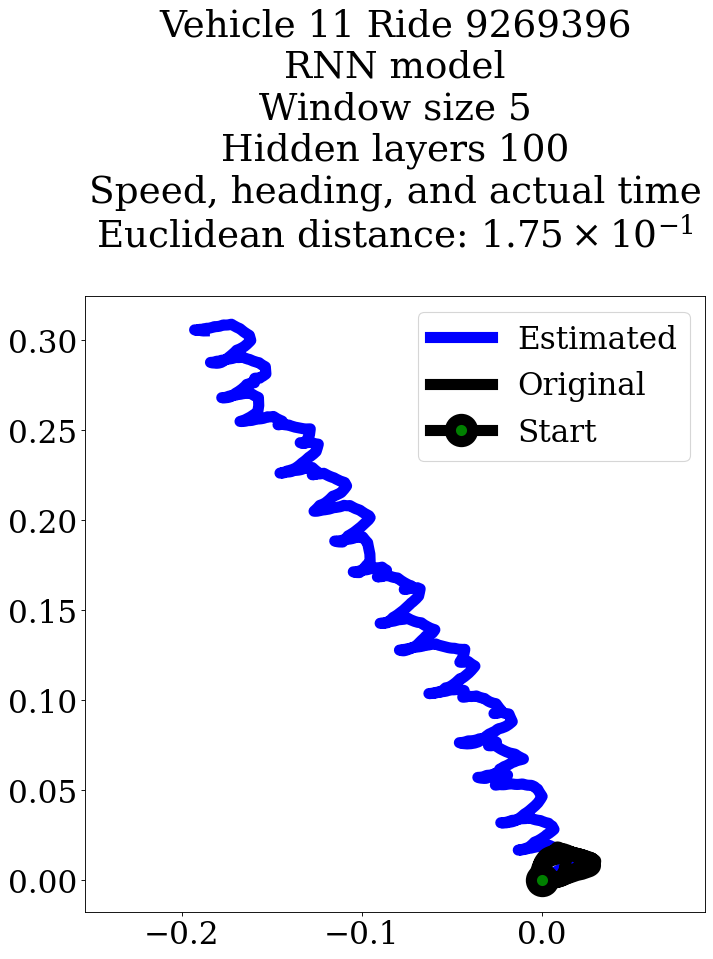 Vehicle 11 Ride 9269396
RNN model
Window size 5
Hidden layers 100
Speed, heading, and actual time
Euclidean distance: 1.75 × 10⁻¹
Estimated
Original
Start
0.30
0.25
0.20
0.15
0.10
0.05
0.00
−0.2 −0.1 0.0